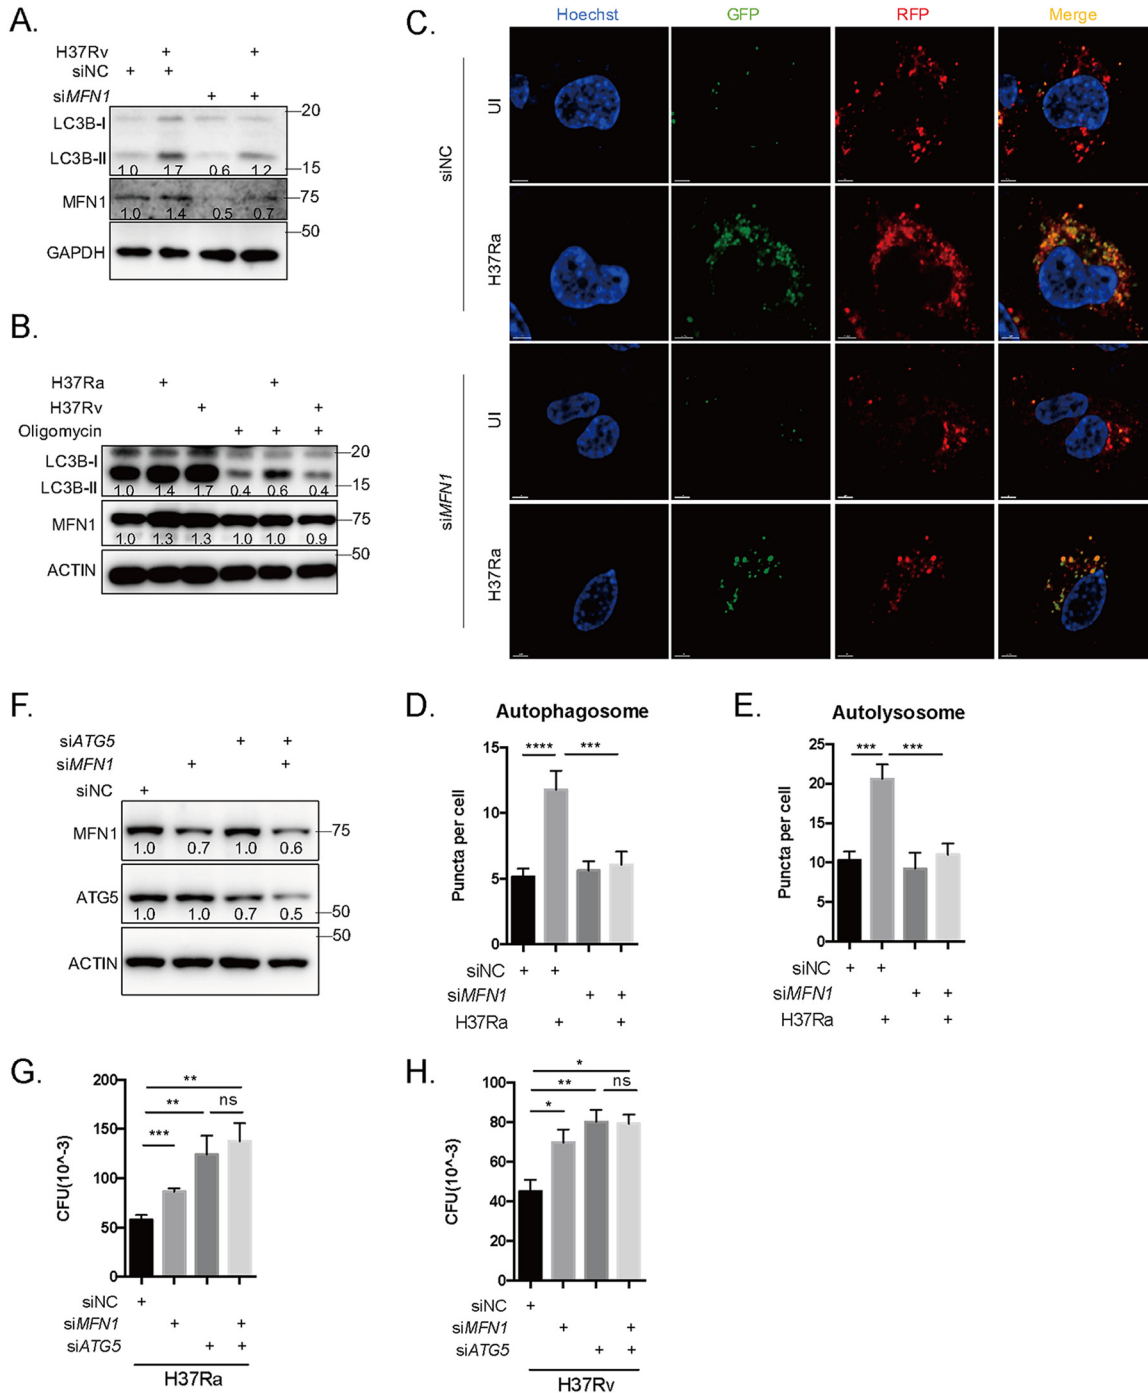 A.
H37Rv + +
siNC + +
siMFN1 + +
LC3B-I
LC3B-II
1.0 1.7 0.6 1.2
20
15
MFN1
1.0 1.4 0.5 0.7
75
50
GAPDH
B.
H37Ra + +
H37Rv + +
Oligomycin + + +
LC3B-I
LC3B-II
1.0 1.4 1.7 0.4 0.6 0.4
20
15
MFN1
1.0 1.3 1.3 1.0 1.0 0.9
75
50
ACTIN
C.
Hoechst GFP RFP Merge
siNC
UI
H37Ra
siMFN1
UI
H37Ra
F.
siATG5 + +
siMFN1 + +
siNC +
MFN1
1.0 0.7 1.0 0.6
75
ATG5
1.0 1.0 0.7 0.5
50
50
ACTIN
D.
Autophagosome
Puncta per cell
15
10
5
0
**** ***
siNC + +
siMFN1 + +
H37Ra + +
E.
Autolysosome
Puncta per cell
25
20
15
10
5
0
*** ***
siNC + +
siMFN1 + +
H37Ra + +
G.
CFU(10^-3)
200
150
100
50
0
**
** ns
***
siNC +
siMFN1 + +
siATG5 + +
H37Ra
H.
CFU(10^-3)
100
80
60
40
20
0
*
** ns
*
siNC +
siMFN1 + +
siATG5 + +
H37Rv